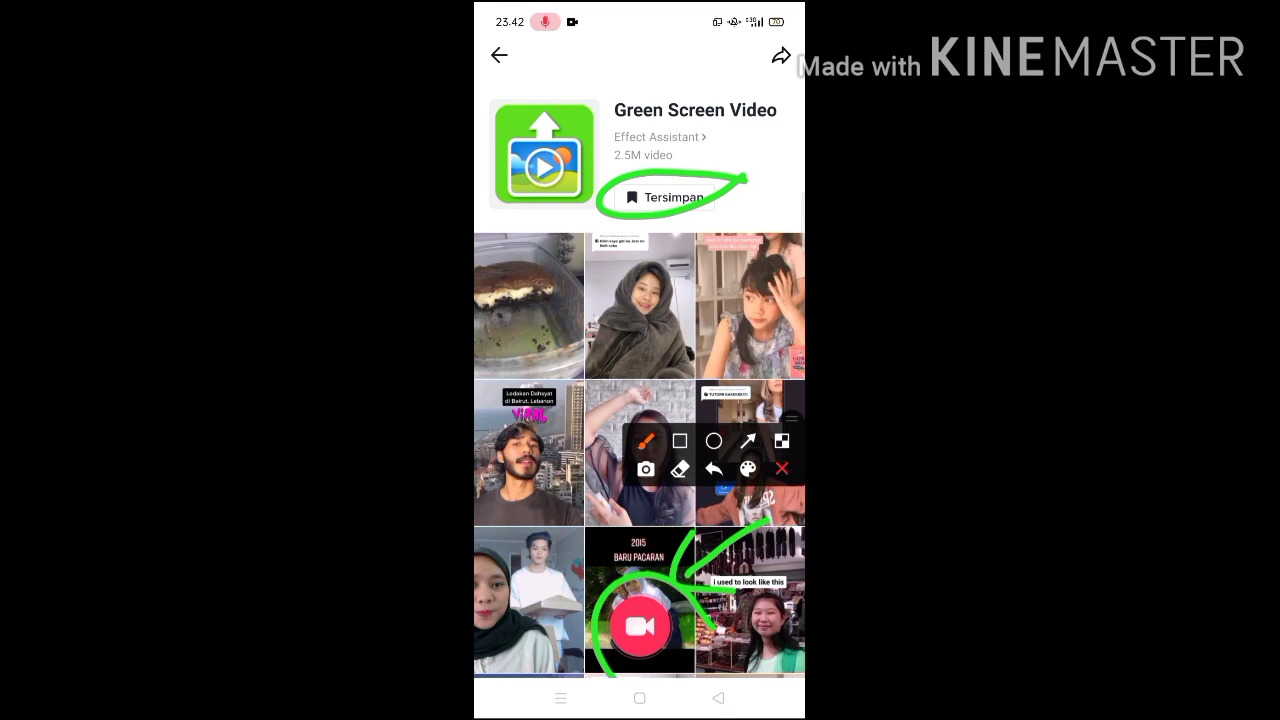 23.42
70
Made with KINEMASTER
Green Screen Video
Effect Assistant >
2.5M video
Tersimpan
Ledakan Dahsyat
di Beirut, Lebanon
VIRAL
2015
BARU PACARAN
i used to look like this